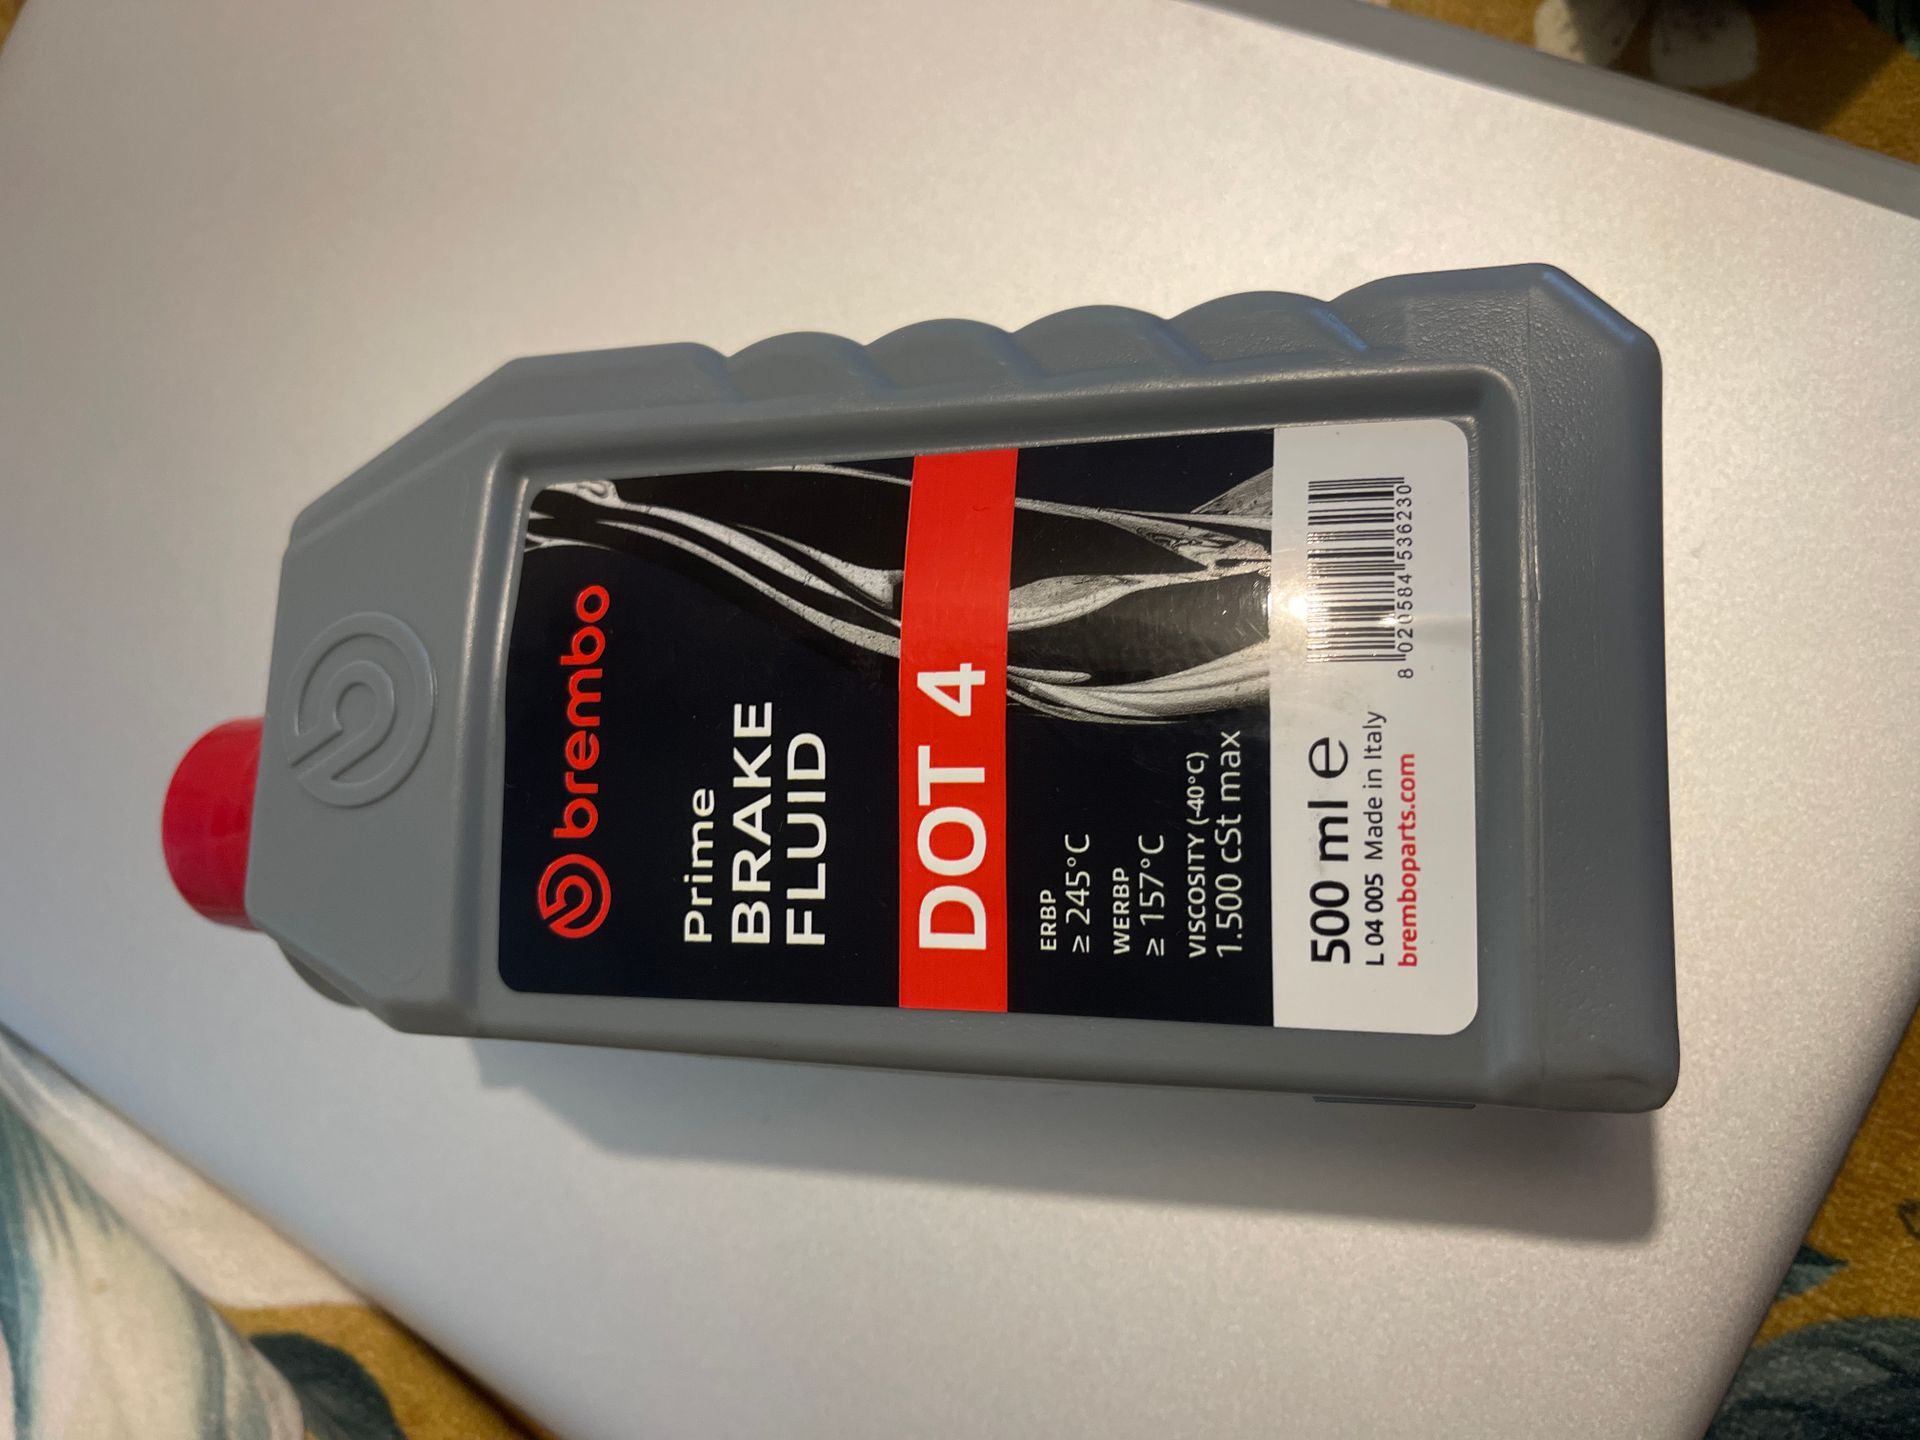 brembo
Prime
BRAKE
FLUID
DOT 4
ERBP
≥ 245°C
WERBP
≥ 157°C
VISCOSITY (-40°C)
1.500 cSt max
500 ml e
L 04 005 Made in Italy
bremboparts.com
8 020584 536230